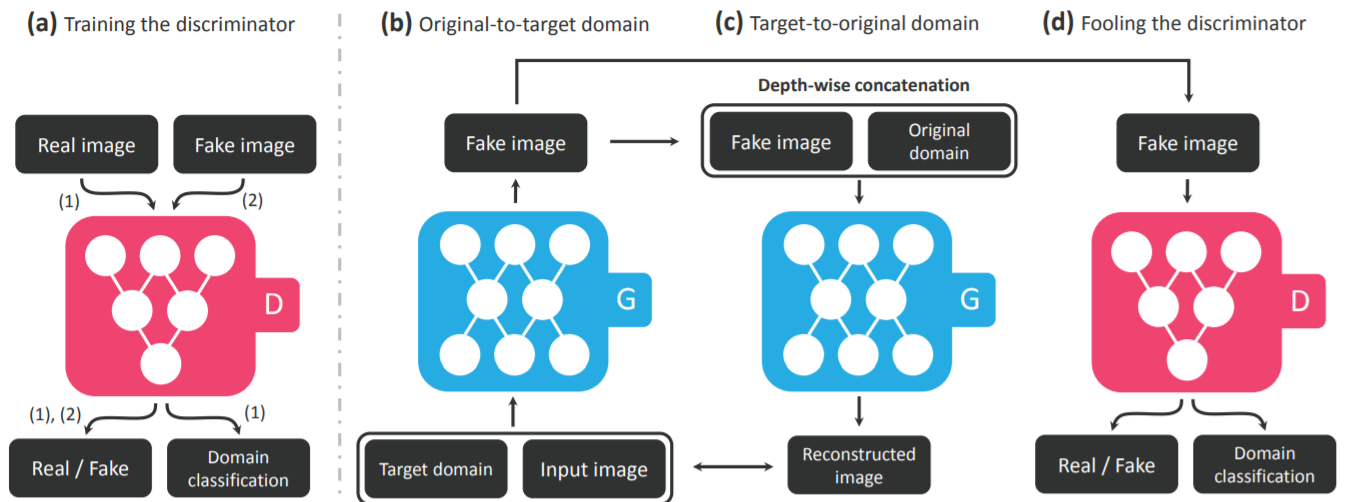 (a) Training the discriminator
Real image
Fake image
(1)
(2)
D
(1), (2)
(1)
Real / Fake
Domain
classification
(b) Original-to-target domain
Fake image
G
Target domain
Input image
(c) Target-to-original domain
Depth-wise concatenation
Fake image
Original
domain
G
Reconstructed
image
(d) Fooling the discriminator
Fake image
D
Real / Fake
Domain
classification